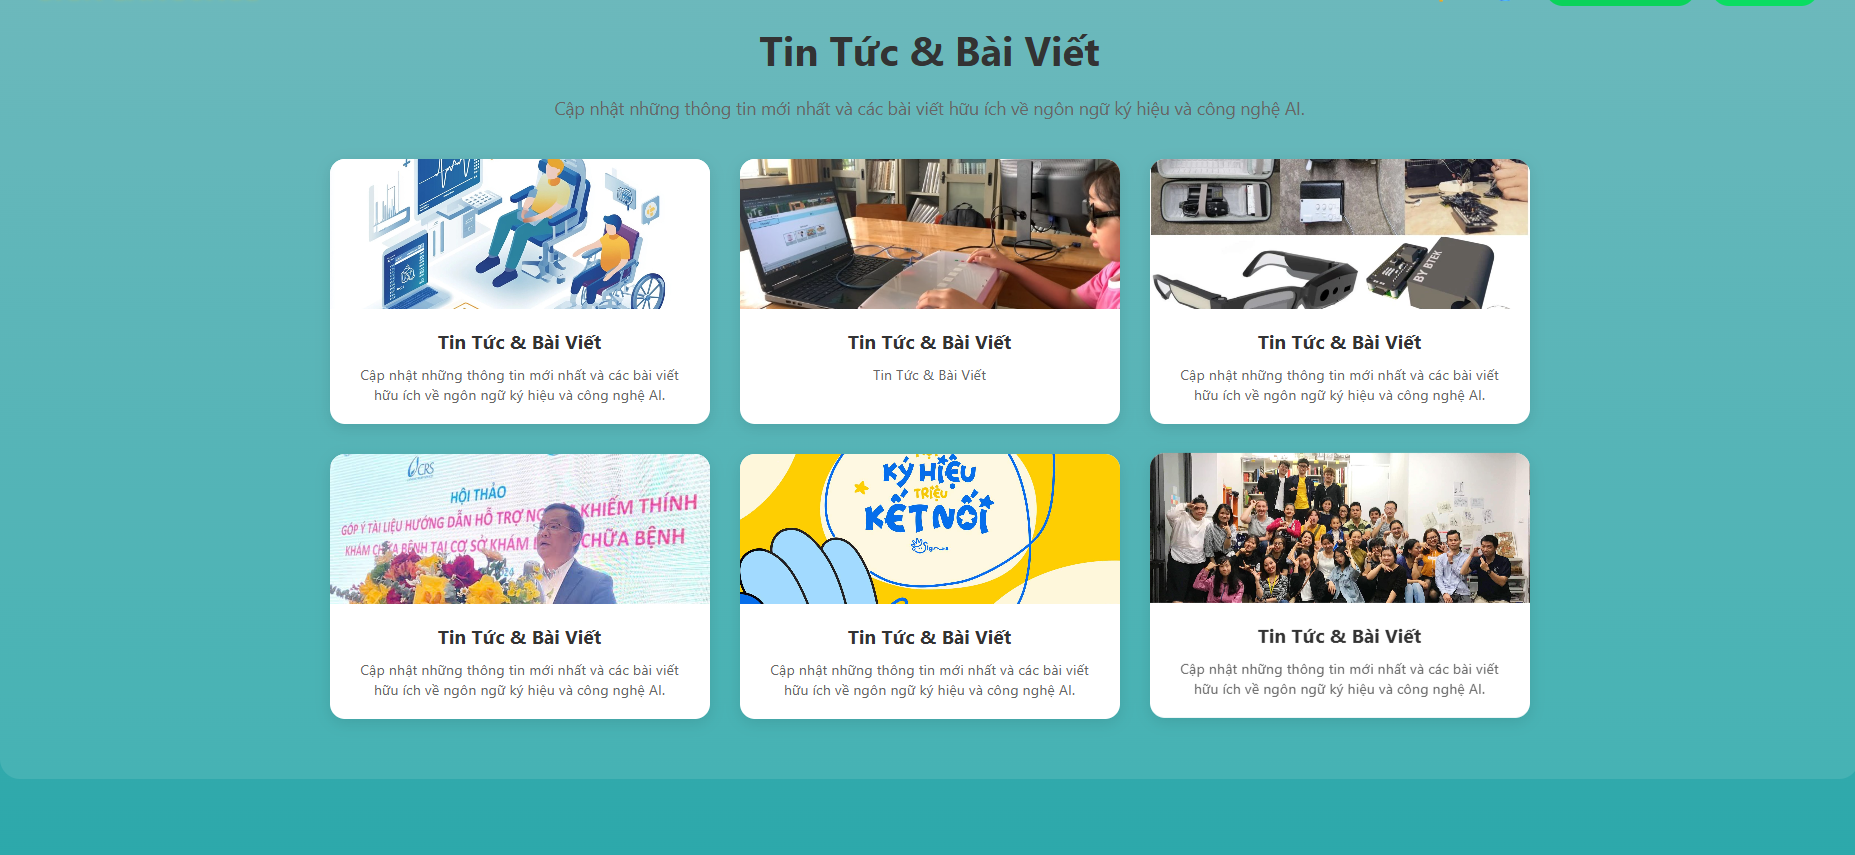 Tin Tức & Bài Viết
Cập nhật những thông tin mới nhất và các bài viết hữu ích về ngôn ngữ ký hiệu và công nghệ AI.
Tin Tức & Bài Viết
Cập nhật những thông tin mới nhất và các bài viết
hữu ích về ngôn ngữ ký hiệu và công nghệ AI.
Tin Tức & Bài Viết
Tin Tức & Bài Viết
BY BTEK
Tin Tức & Bài Viết
Cập nhật những thông tin mới nhất và các bài viết
hữu ích về ngôn ngữ ký hiệu và công nghệ AI.
CRS
HỘI THẢO
GÓP Ý TÀI LIỆU HƯỚNG DẪN HỖ TRỢ KHIẾM THÍNH
KHÁM CHỮA BỆNH TẠI CƠ SỞ KHÁM CHỮA BỆNH
Tin Tức & Bài Viết
Cập nhật những thông tin mới nhất và các bài viết
hữu ích về ngôn ngữ ký hiệu và công nghệ AI.
KÝ HIỆU
TRIỆU
KẾT NỐI
Tin Tức & Bài Viết
Cập nhật những thông tin mới nhất và các bài viết
hữu ích về ngôn ngữ ký hiệu và công nghệ AI.
Tin Tức & Bài Viết
Cập nhật những thông tin mới nhất và các bài viết
hữu ích về ngôn ngữ ký hiệu và công nghệ AI.